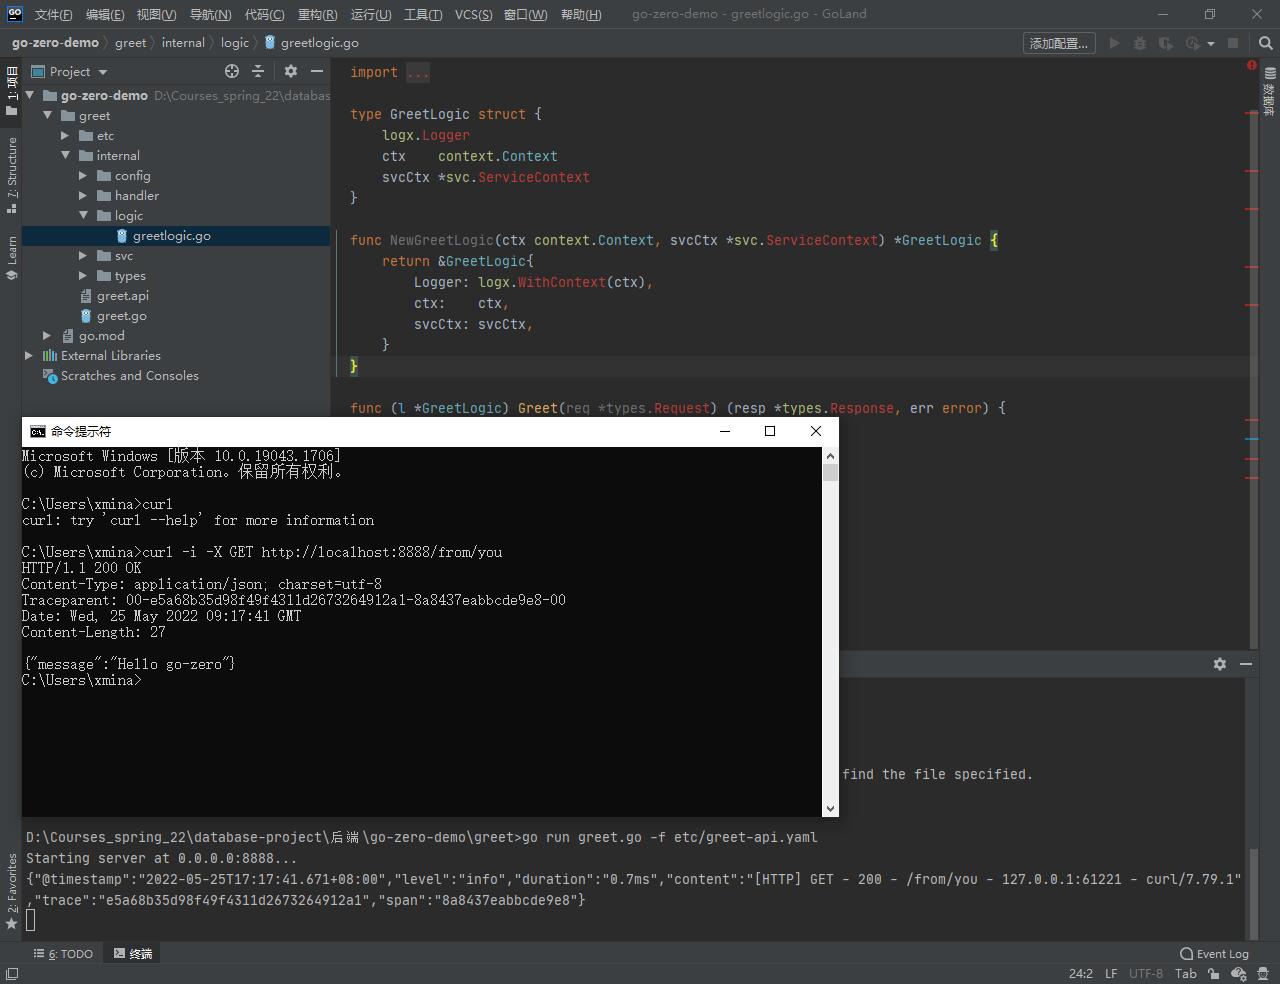 文件(F) 编辑(E) 视图(V) 导航(N) 代码(C) 重构(R) 运行(U) 工具(T) VCS(S) 窗口(W) 帮助(H) go-zero-demo - greetlogic.go - GoLand
go-zero-demo greet internal logic greetlogic.go 添加配置...
1: 项目
7: Structure
Learn
2: Favorites
数据库
Project
go-zero-demo D:\Courses_spring_22\databas
greet
etc
internal
config
handler
logic
greetlogic.go
svc
types
greet.api
greet.go
go.mod
External Libraries
Scratches and Consoles
import ...
type GreetLogic struct {
logx.Logger
ctx context.Context
svcCtx *svc.ServiceContext
}
func NewGreetLogic(ctx context.Context, svcCtx *svc.ServiceContext) *GreetLogic {
return &GreetLogic{
Logger: logx.WithContext(ctx),
ctx: ctx,
svcCtx: svcCtx,
}
}
func (l *GreetLogic) Greet(req *types.Request) (resp *types.Response, err error) {
命令提示符
Microsoft Windows [版本 10.0.19043.1706]
(c) Microsoft Corporation。保留所有权利。
C:\Users\xmina>curl
curl: try 'curl --help' for more information
C:\Users\xmina>curl -i -X GET http://localhost:8888/from/you
HTTP/1.1 200 OK
Content-Type: application/json; charset=utf-8
Traceparent: 00-e5a68b35d98f49f4311d2673264912a1-8a8437eabbcde9e8-00
Date: Wed, 25 May 2022 09:17:41 GMT
Content-Length: 27
{"message":"Hello go-zero"}
C:\Users\xmina>
find the file specified.
D:\Courses_spring_22\database-project\后端\go-zero-demo\greet>go run greet.go -f etc/greet-api.yaml
Starting server at 0.0.0.0:8888...
{"@timestamp":"2022-05-25T17:17:41.671+08:00","level":"info","duration":"0.7ms","content":"[HTTP] GET - 200 - /from/you - 127.0.0.1:61221 - curl/7.79.1"
,"trace":"e5a68b35d98f49f4311d2673264912a1","span":"8a8437eabbcde9e8"}
6: TODO 终端 Event Log
24:2 LF UTF-8 Tab